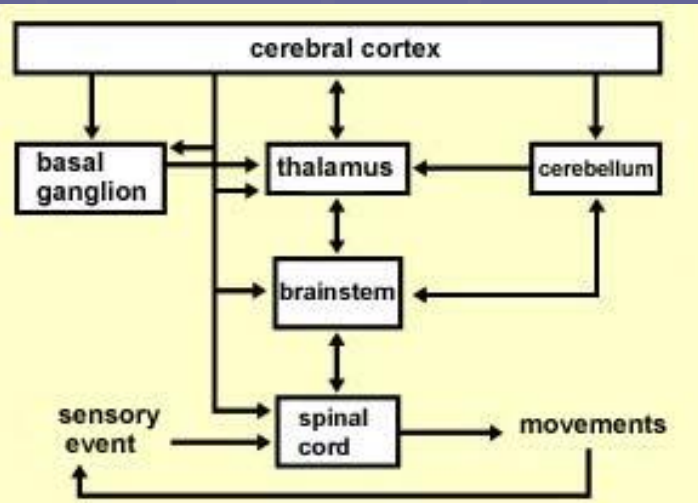 cerebral cortex
basal
ganglion
thalamus
cerebellum
brainstem
sensory
event
spinal
cord
movements